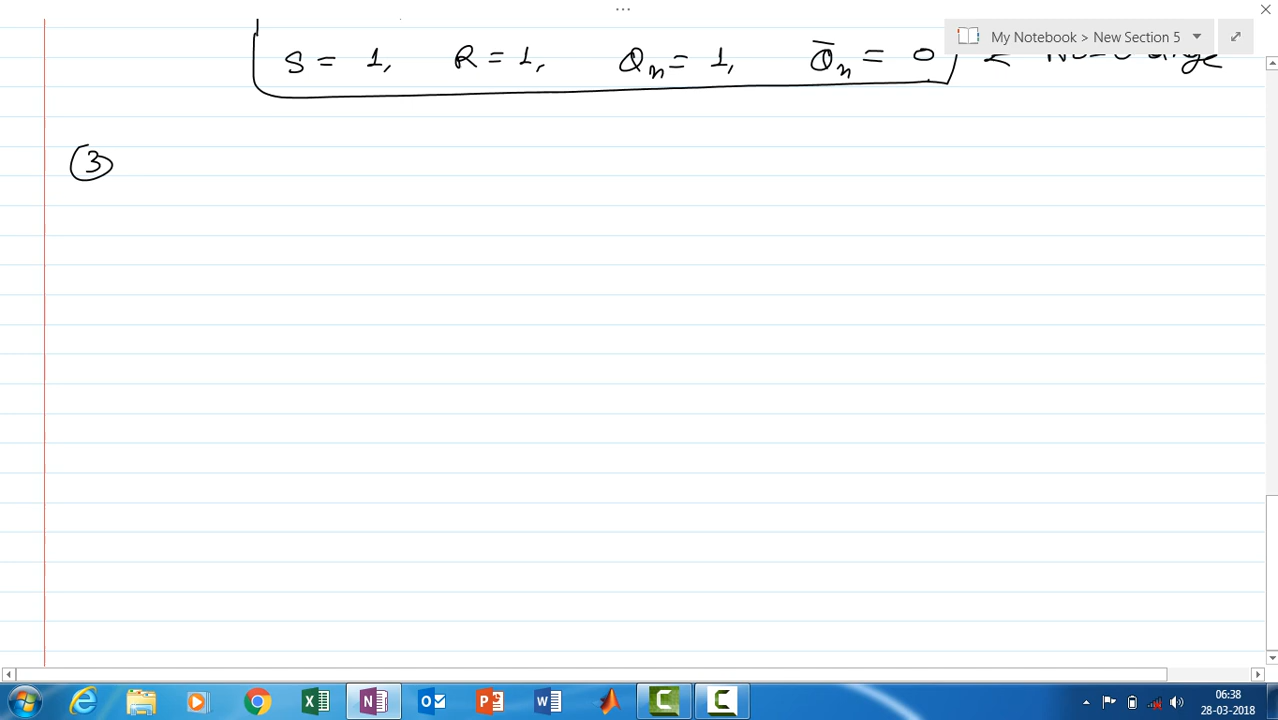 My Notebook > New Section 5
S = 1, R = 1, Qn = 1, Q̅n = 0
③
06:38
28-03-2018